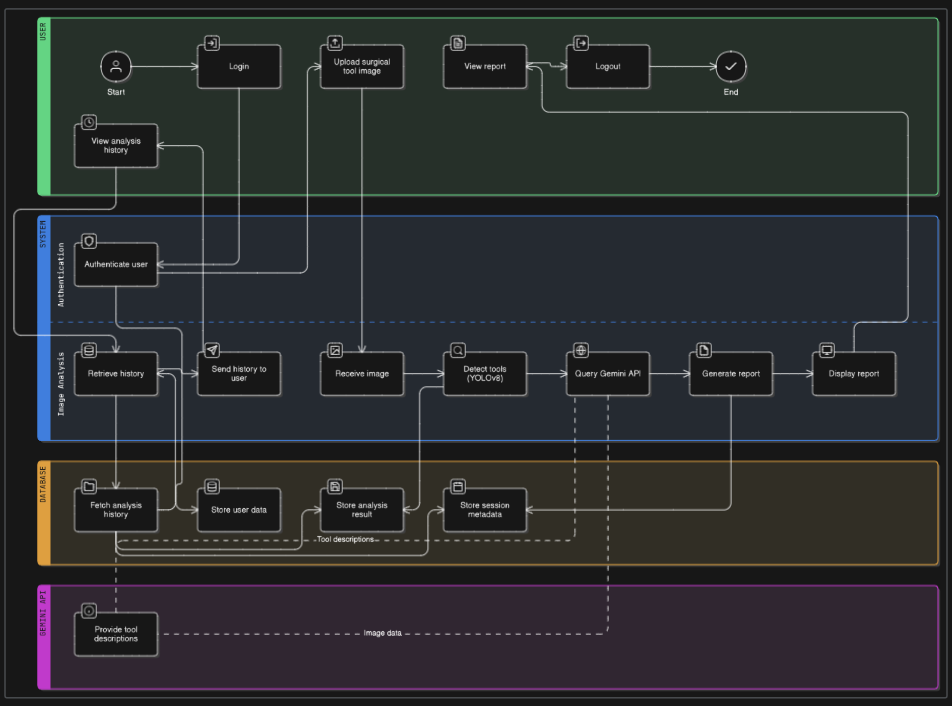 USER
Login
Upload surgical
tool image
View report
Logout
Start
End
View analysis
history
SYSTEM
Authentication
Authenticate user
Image Analysis
Retrieve history
Send history to
user
Receive image
Detect tools
(YOLOv8)
Query Gemini API
Generate report
Display report
DATABASE
Fetch analysis
history
Store user data
Store analysis
result
Store session
metadata
Tool descriptions
GEMINI API
Provide tool
descriptions
Image data